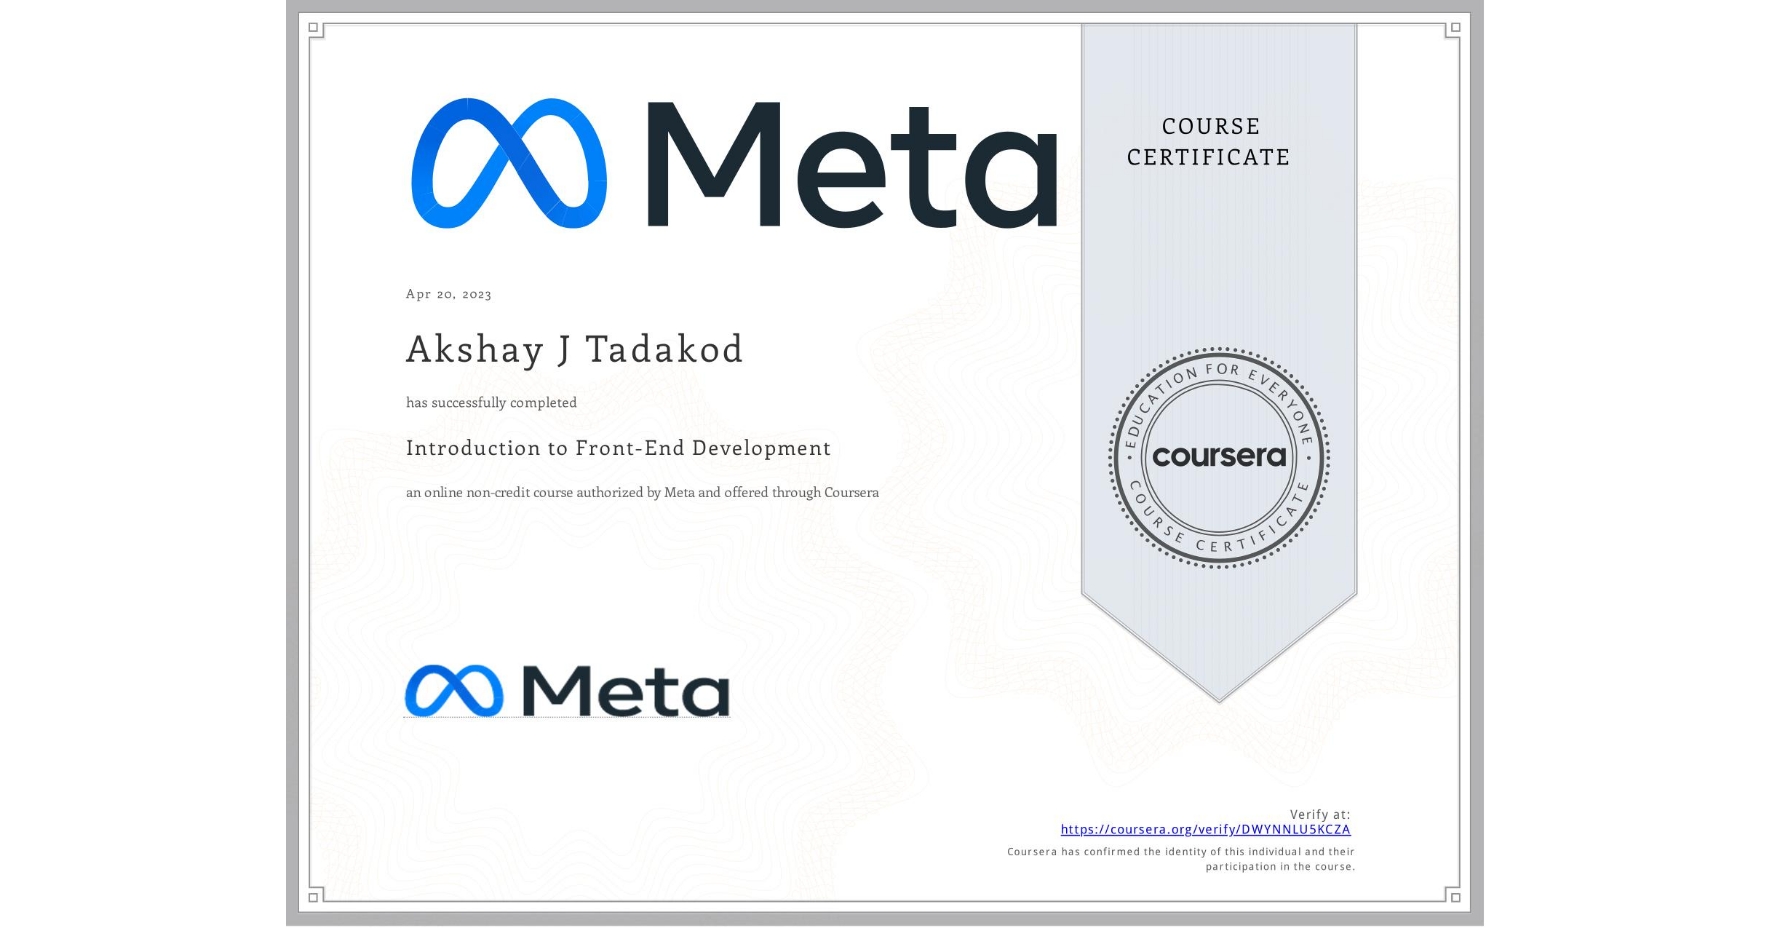 Meta
COURSE
CERTIFICATE
Apr 20, 2023
Akshay J Tadakod
has successfully completed
Introduction to Front-End Development
an online non-credit course authorized by Meta and offered through Coursera
EDUCATION FOR EVERYONE
coursera
COURSE CERTIFICATE
Meta
Verify at:
https://coursera.org/verify/DWYNNLU5KCZA
Coursera has confirmed the identity of this individual and their
participation in the course.